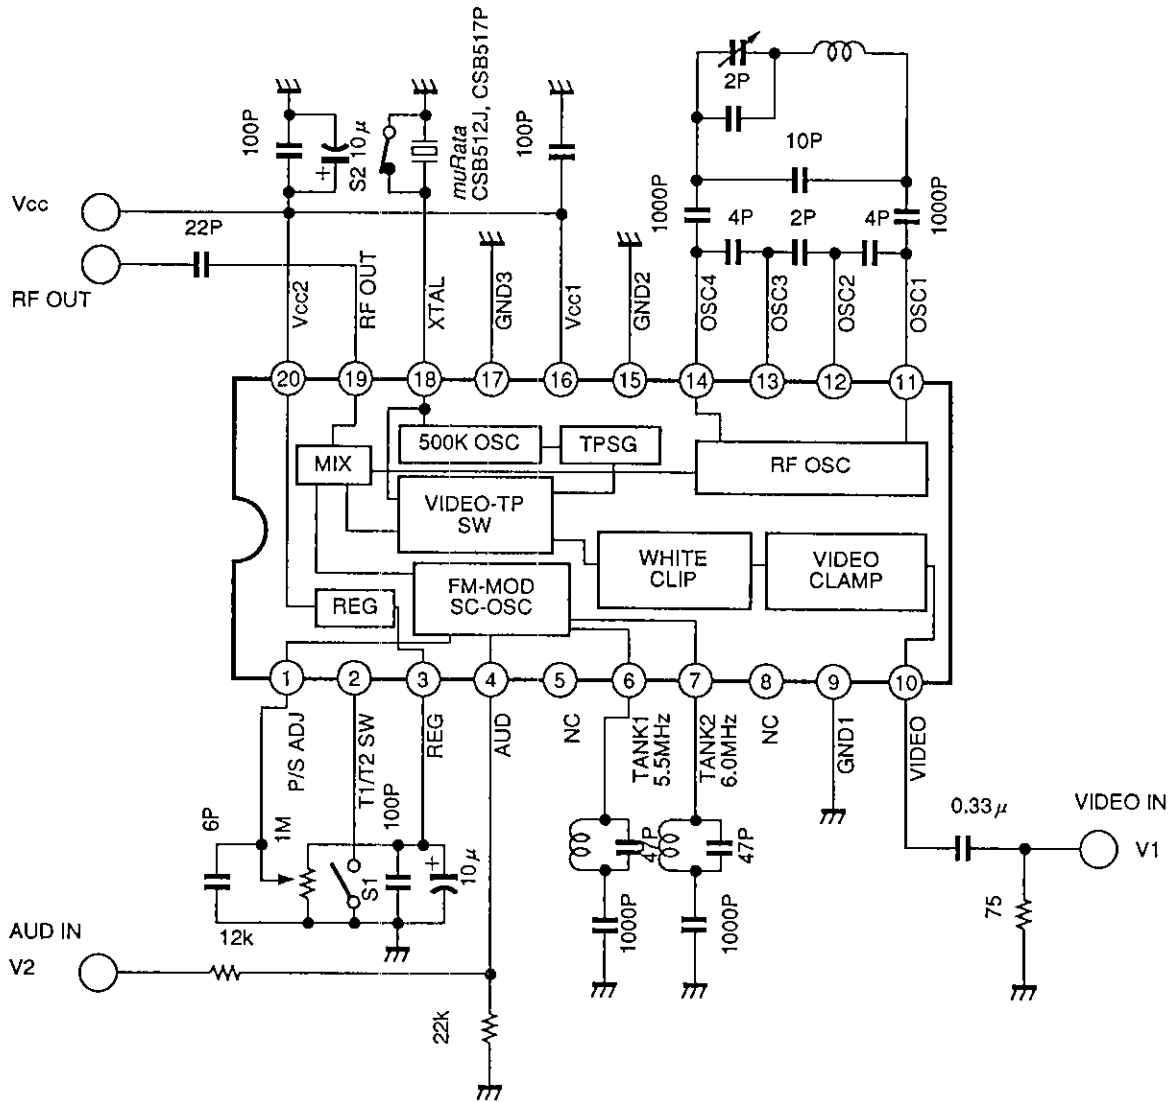 Vcc
RF OUT
22P
100P
10 μ
S2
muRata
CSB512J, CSB517P
100P
2P
10P
1000P
4P
2P
4P
1000P
Vcc2
RF OUT
XTAL
GND3
Vcc1
GND2
OSC4
OSC3
OSC2
OSC1
20
19
18
17
16
15
14
13
12
11
500K OSC
TPSG
MIX
RF OSC
VIDEO-TP
SW
WHITE
CLIP
VIDEO
CLAMP
FM-MOD
SC-OSC
REG
1
2
3
4
5
6
7
8
9
10
P/S ADJ
T1/T2 SW
REG
AUD
NC
TANK1
5.5MHz
TANK2
6.0MHz
NC
GND1
VIDEO
6P
1M
S1
100P
10 μ
47P
47P
1000P
1000P
0.33 μ
VIDEO IN
V1
75
AUD IN
V2
12k
22k